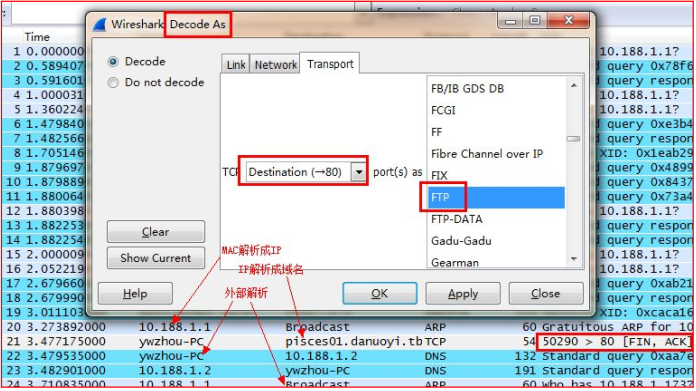 Wireshark: Decode As
Time
1 0.000000 10.188.1.1?
2 0.589407 d query 0x78f6
3 0.591601 d query respon
4 1.000031 10.188.1.1?
5 1.360224
6 1.479840 d query 0xe3b4
7 1.482566 d query respon
8 1.705146 XID: 0x1eab29
9 1.879697 d query 0x4899
10 1.879889 d query 0x8437
11 1.880064 d query 0x73a4
12 1.880398 10.188.1.1?
13 1.882253 d query respon
14 1.882254 d query respon
15 2.000009 10.188.1.1?
16 2.052219 10.188.1.1?
17 2.679660 d query 0xab21
18 2.679990 d query respon
19 3.011103 XID: 0xcaca16
Decode
Do not decode
Link Network Transport
TCP Destination (→80) port(s) as
FB/IB GDS DB
FCGI
FF
Fibre Channel over IP
FIX
FTP
FTP-DATA
Gadu-Gadu
Gearman
Clear
Show Current
Help OK Apply Close
MAC解析成IP
IP解析成域名
外部解析
20 3.273892000 10.188.1.1 Broadcast ARP 60 Gratuitous ARP for 10
21 3.477175000 ywzhou-PC pisces01.danuoyi.tb TCP 54 50290 > 80 [FIN, ACK]
22 3.479535000 ywzhou-PC 10.188.1.2 DNS 132 Standard query 0xaa7
23 3.482901000 10.188.1.2 ywzhou-PC DNS 191 Standard query respon
24 3.710835000 10.188.1.1 Broadcast ARP 60 Who has 10.188.1.172?